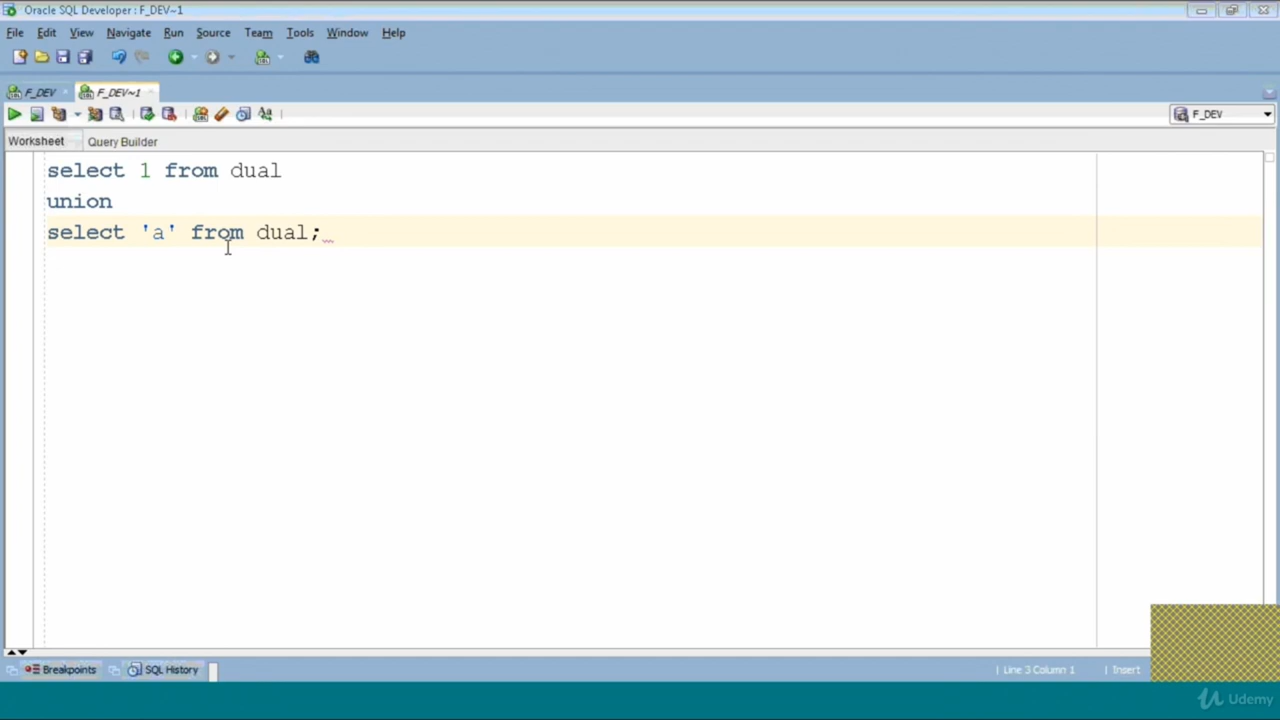 Oracle SQL Developer : F_DEV~1
File Edit View Navigate Run Source Team Tools Window Help
F_DEV F_DEV~1
F_DEV
Worksheet Query Builder
select 1 from dual
union
select 'a' from dual;
Breakpoints SQL History Line 3 Column 1 Insert
Udemy